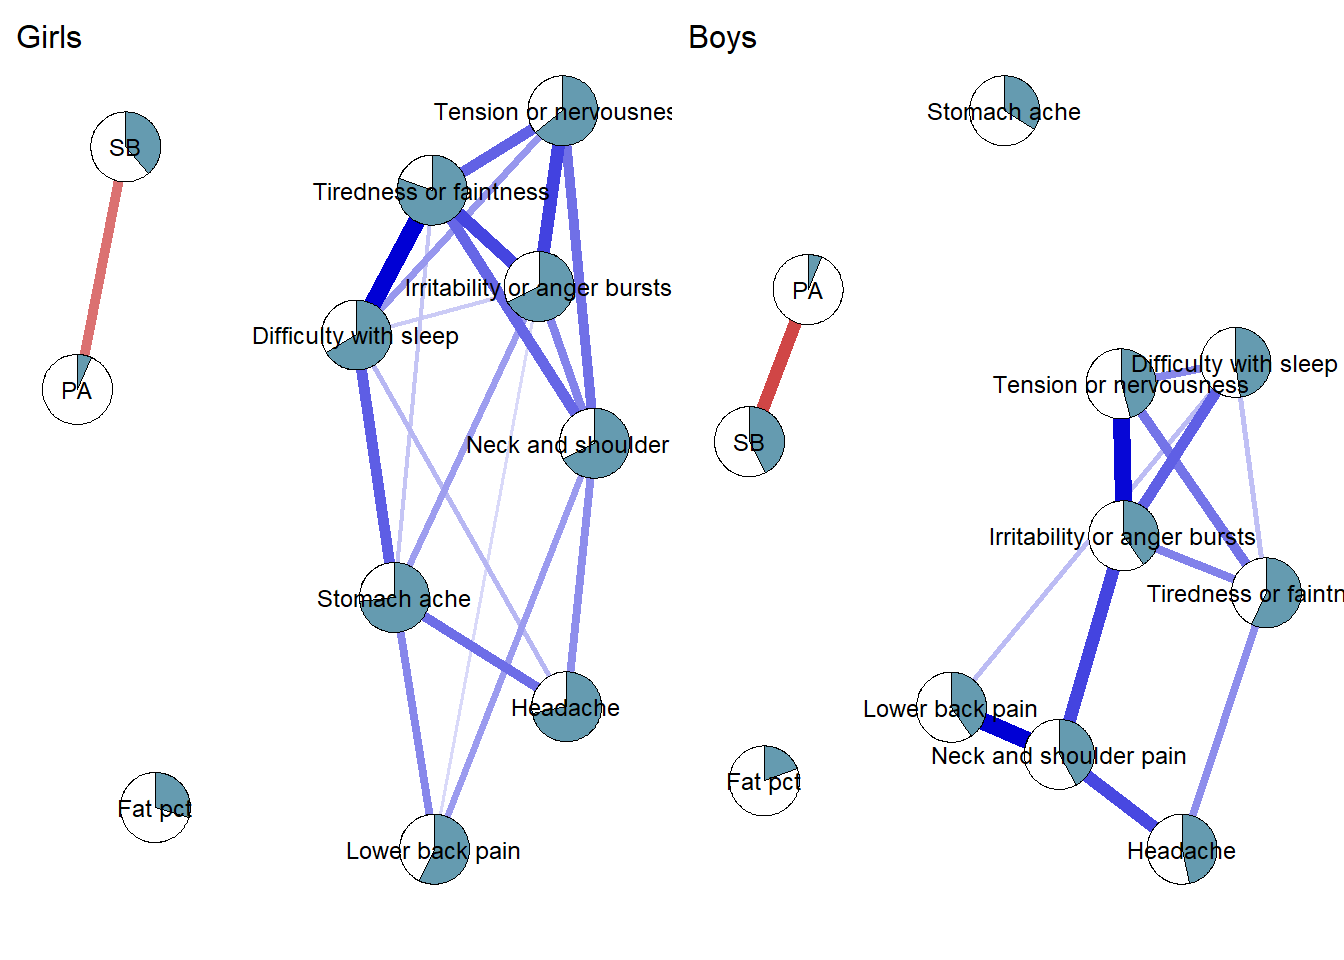 Girls
Tension or nervousnes
SB
Tiredness or faintness
Irritability or anger bursts
Difficulty with sleep
PA
Neck and shoulder
Stomach ache
Headache
Fat pct
Lower back pain
Boys
Stomach ache
PA
Difficulty with sleep
Tension or nervousness
SB
Irritability or anger bursts
Tiredness or faintn
Lower back pain
Neck and shoulder pain
Fat pct
Headache